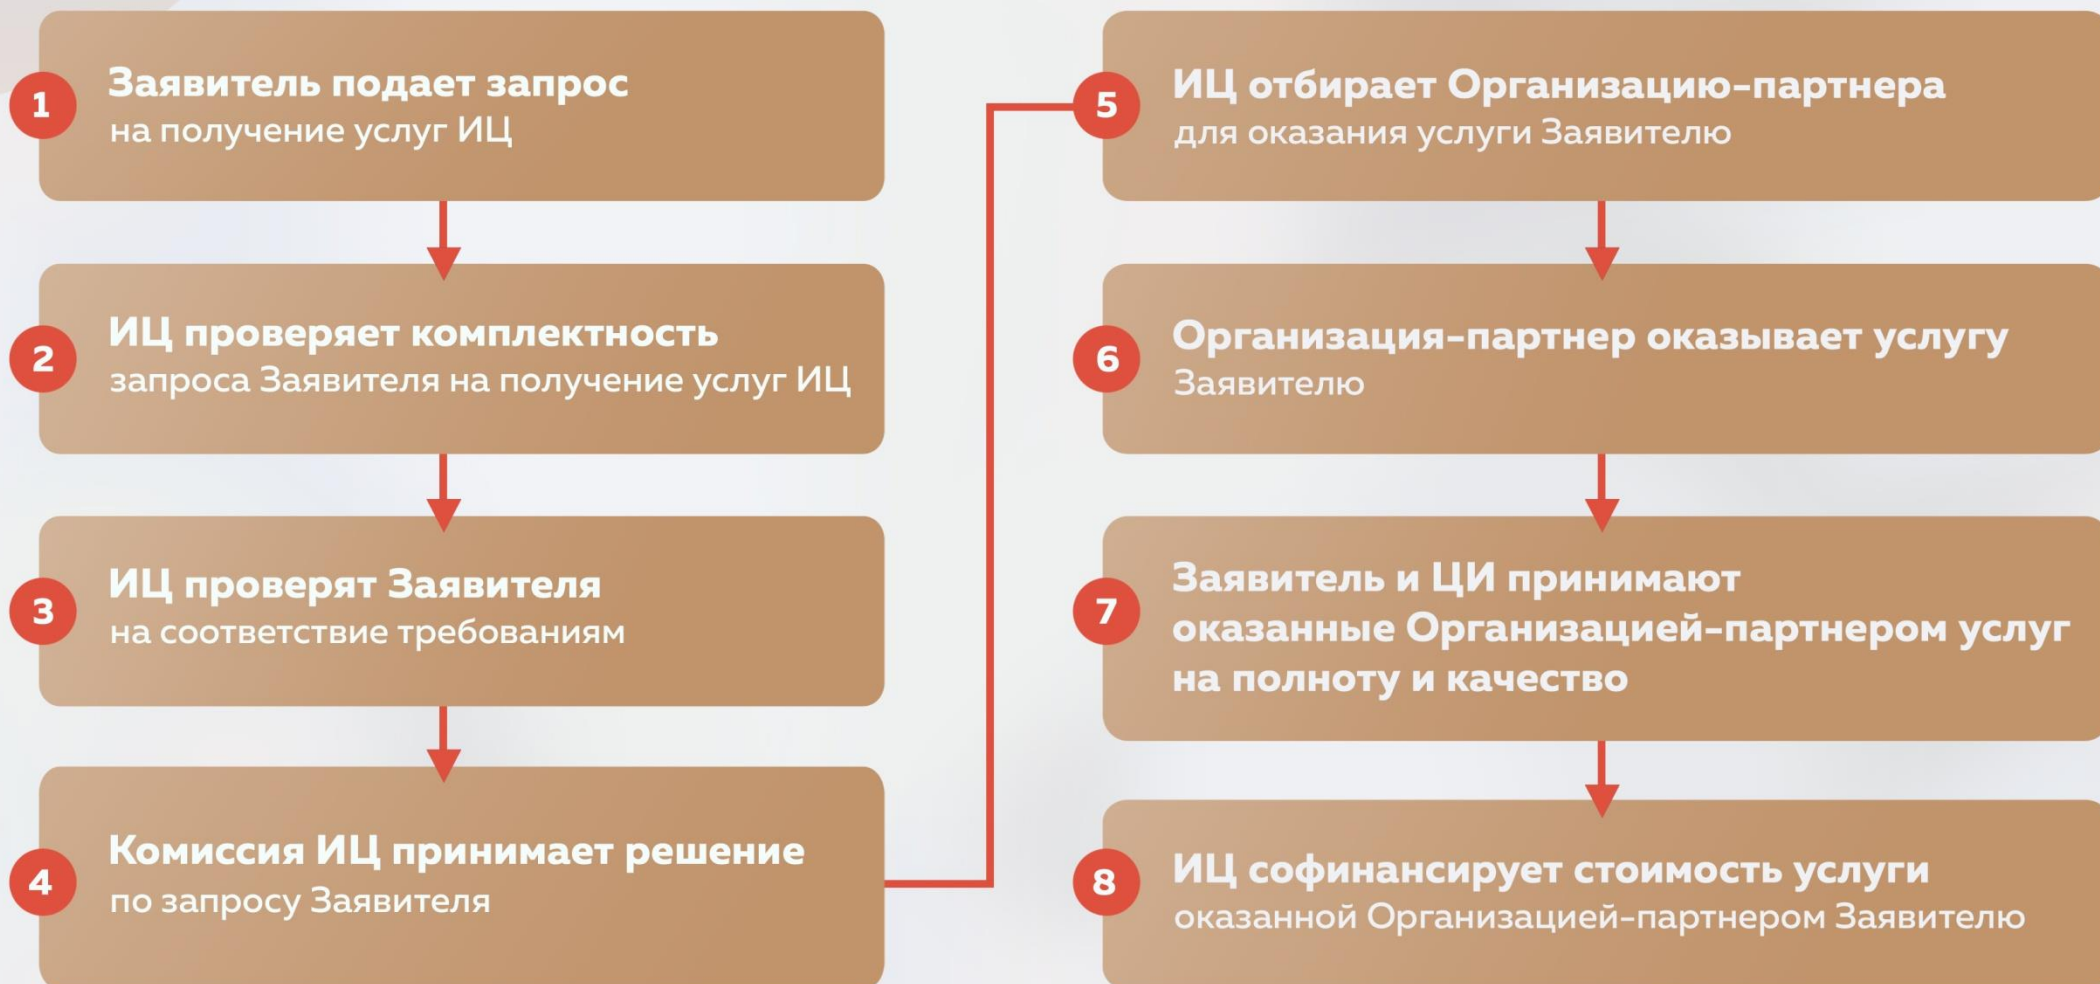 1
Заявитель подает запрос
на получение услуг ИЦ
2
ИЦ проверяет комплектность
запроса Заявителя на получение услуг ИЦ
3
ИЦ проверят Заявителя
на соответствие требованиям
4
Комиссия ИЦ принимает решение
по запросу Заявителя
5
ИЦ отбирает Организацию-партнера
для оказания услуги Заявителю
6
Организация-партнер оказывает услугу
Заявителю
7
Заявитель и ЦИ принимают
оказанные Организацией-партнером услуг
на полноту и качество
8
ИЦ софинансирует стоимость услуги
оказанной Организацией-партнером Заявителю